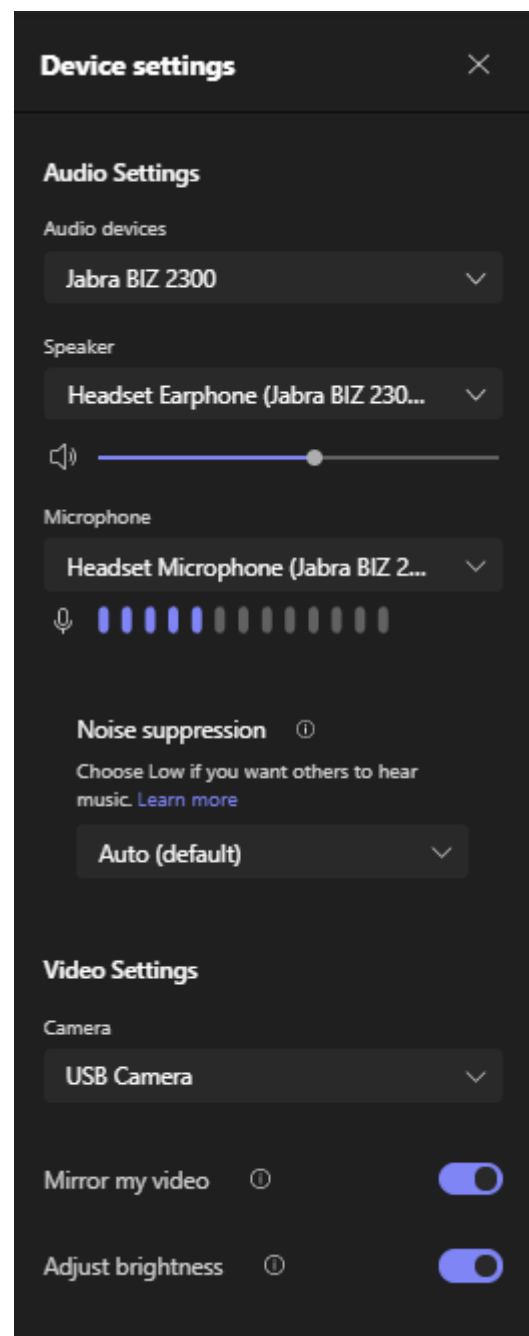 Device settings
Audio Settings
Audio devices
Jabra BIZ 2300
Speaker
Headset Earphone (Jabra BIZ 230...
Microphone
Headset Microphone (Jabra BIZ 2...
Noise suppression
Choose Low if you want others to hear
music. Learn more
Auto (default)
Video Settings
Camera
USB Camera
Mirror my video
Adjust brightness